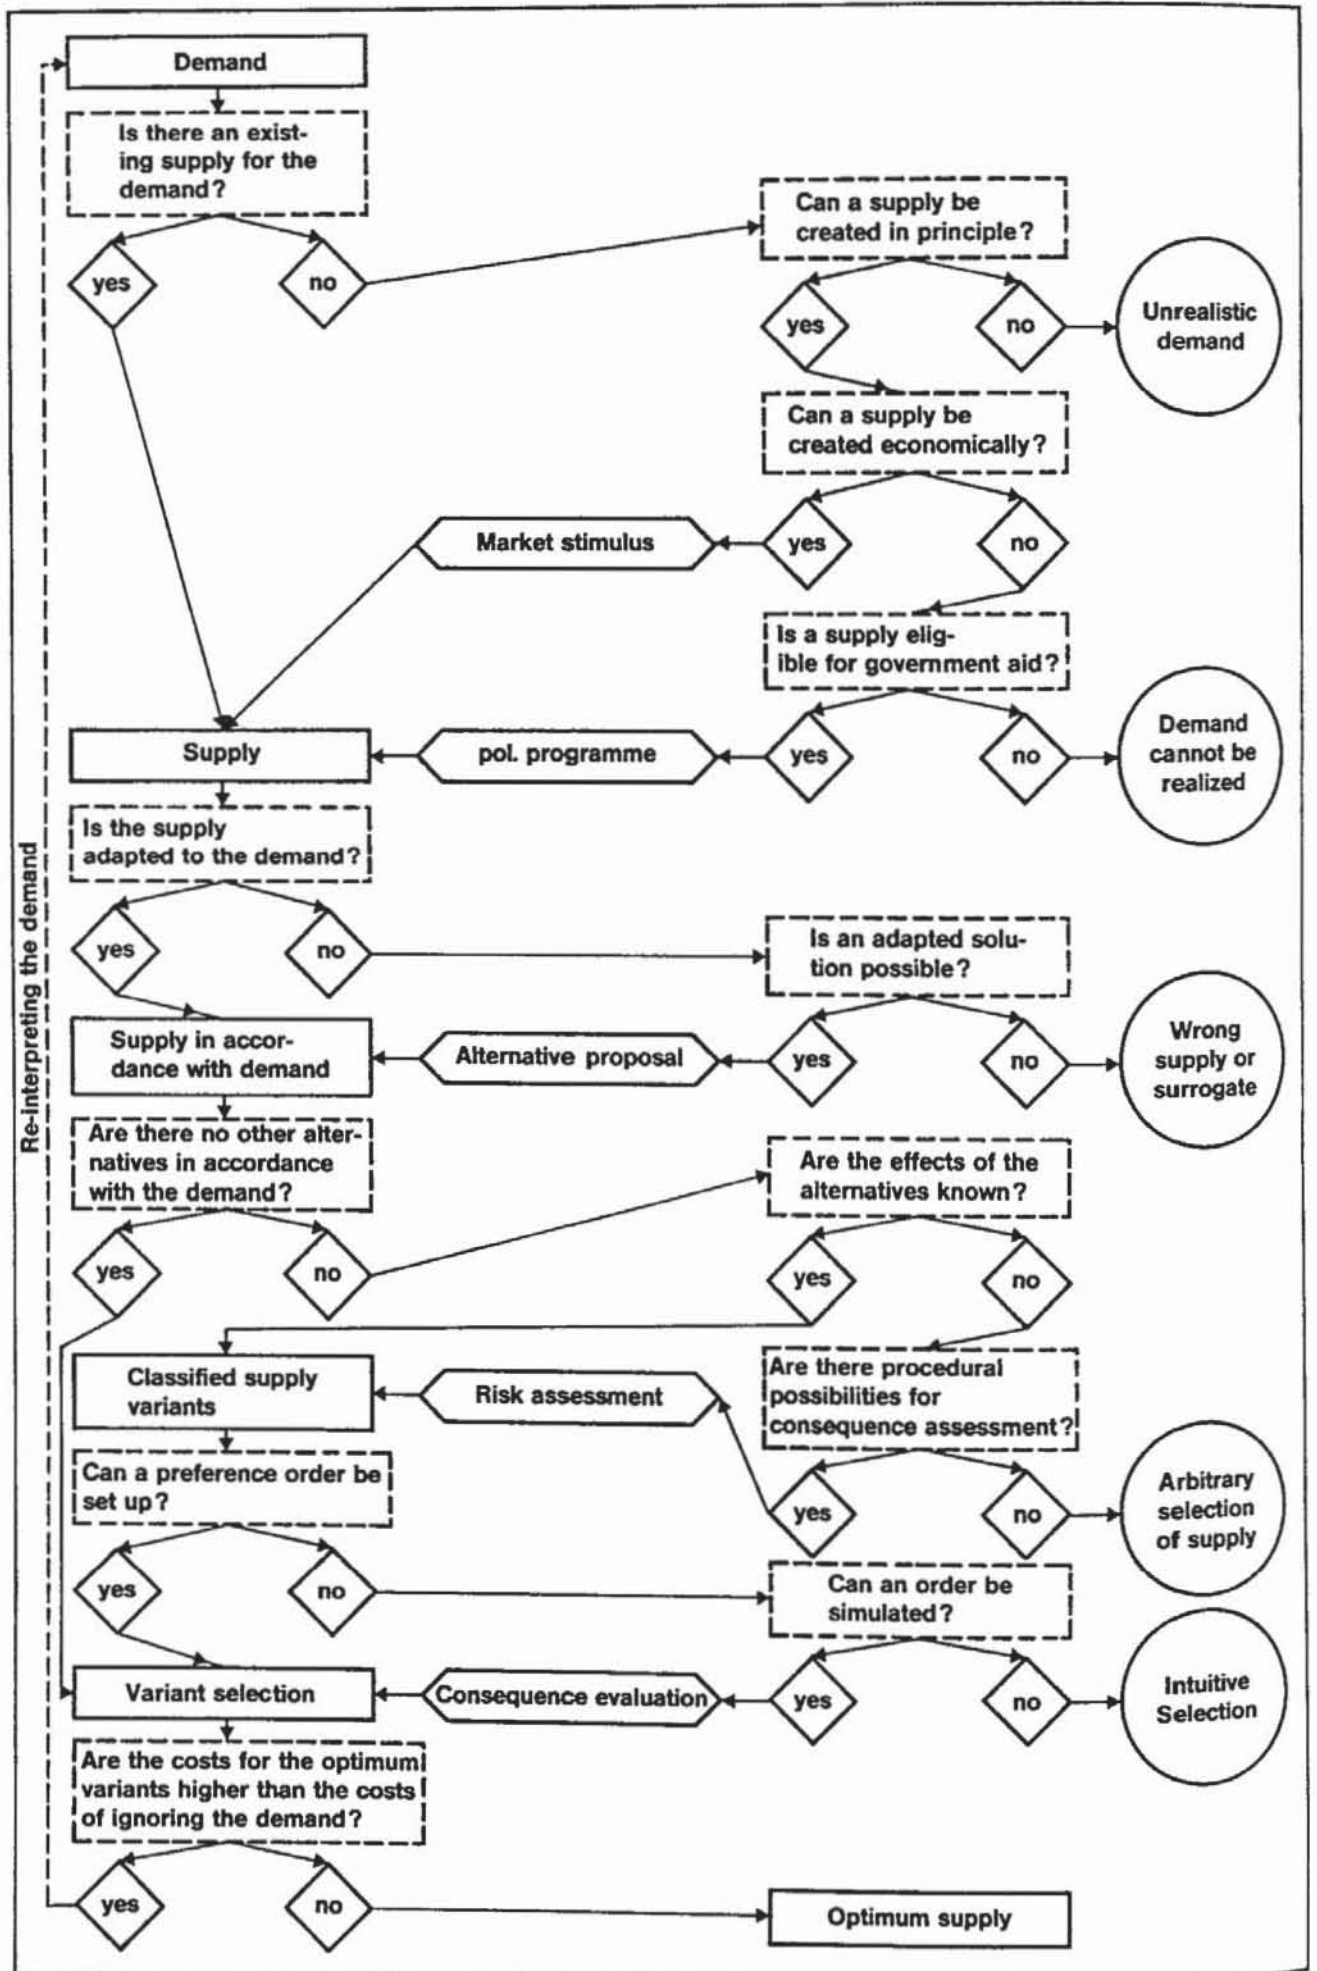 Demand
Is there an exist-
ing supply for the
demand?
yes
no
Can a supply be
created in principle?
yes
no
Unrealistic
demand
Can a supply be
created economically?
yes
no
Market stimulus
Is a supply elig-
ible for government aid?
yes
no
Demand
cannot be
realized
pol. programme
Supply
Is the supply
adapted to the demand?
yes
no
Is an adapted solu-
tion possible?
yes
no
Wrong
supply or
surrogate
Alternative proposal
Supply in accor-
dance with demand
Are there no other alter-
natives in accordance
with the demand?
yes
no
Are the effects of the
alternatives known?
yes
no
Classified supply
variants
Risk assessment
Are there procedural
possibilities for
consequence assessment?
yes
no
Arbitrary
selection
of supply
Can a preference order be
set up?
yes
no
Can an order be
simulated?
yes
no
Intuitive
Selection
Consequence evaluation
Variant selection
Are the costs for the optimum
variants higher than the costs
of ignoring the demand?
yes
no
Optimum supply
Re-interpreting the demand